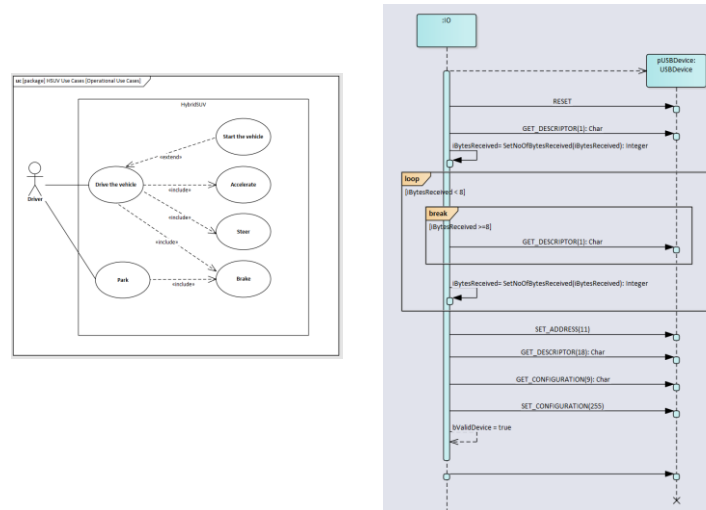 uc [package] HSUV Use Cases [Operational Use Cases]
HybridSUV
Start the vehicle
«extend»
Drive the vehicle
«include»
Accelerate
Driver
«include»
Steer
«include»
Park
«include»
Brake
:IO
pUSBDevice:
USBDevice
RESET
GET_DESCRIPTOR(1): Char
iBytesReceived= SetNoOfBytesReceived(iBytesReceived): Integer
loop
[iBytesReceived < 8]
break
[iBytesReceived >=8]
GET_DESCRIPTOR(1): Char
iBytesReceived= SetNoOfBytesReceived(iBytesReceived): Integer
SET_ADDRESS(11)
GET_DESCRIPTOR(18): Char
GET_CONFIGURATION(9): Char
SET_CONFIGURATION(255)
bValidDevice = true